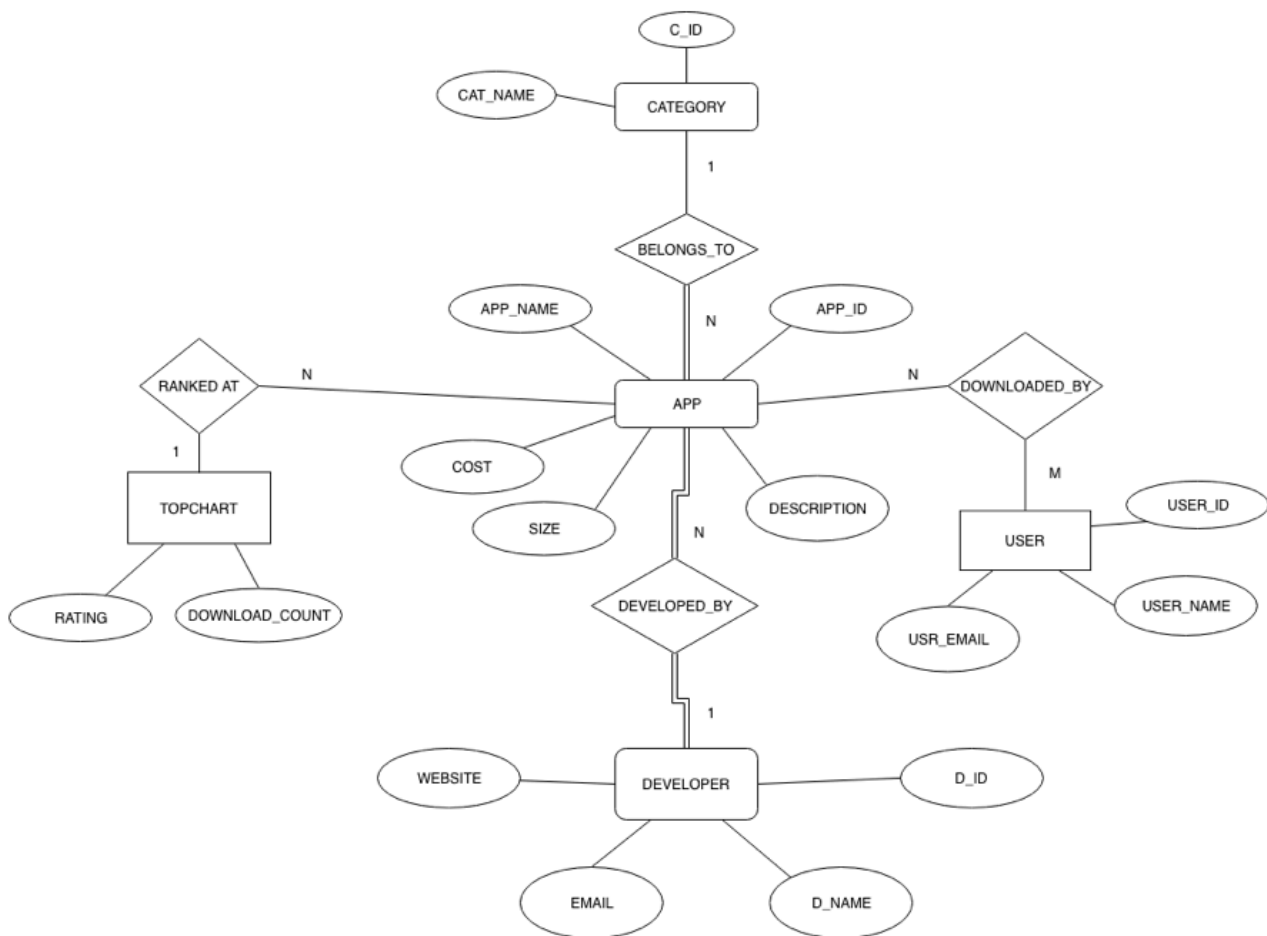 C_ID
CAT_NAME
CATEGORY
1
BELONGS_TO
APP_NAME
APP_ID
N
RANKED AT
N
N
DOWNLOADED_BY
APP
1
COST
M
TOPCHART
SIZE
DESCRIPTION
USER_ID
N
USER
RATING
DOWNLOAD_COUNT
DEVELOPED_BY
USER_NAME
USR_EMAIL
1
WEBSITE
DEVELOPER
D_ID
EMAIL
D_NAME